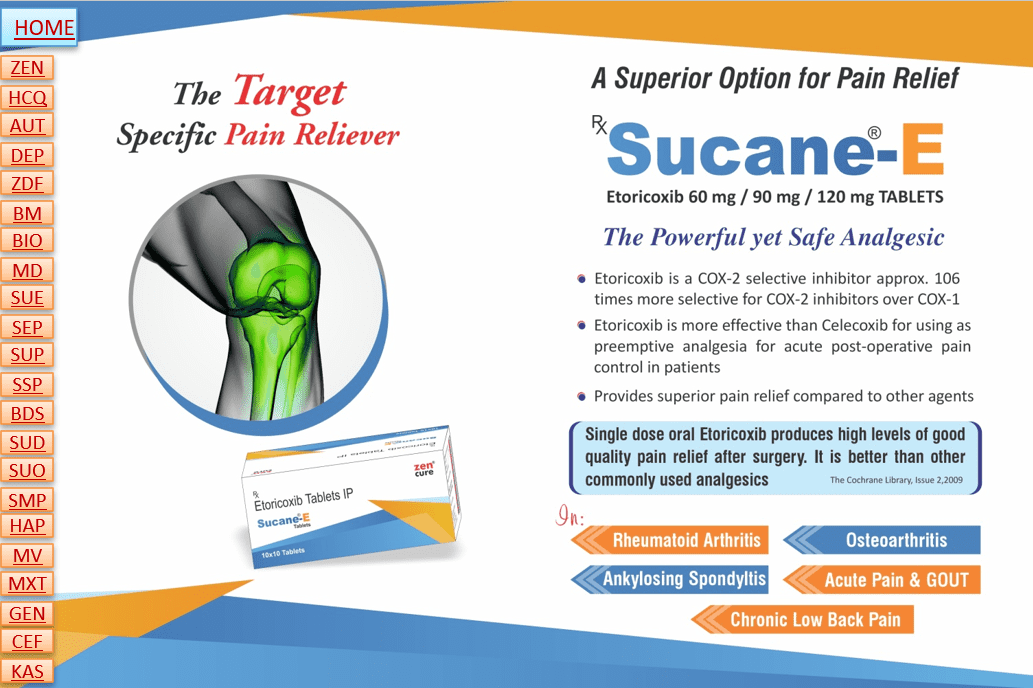 HOME
ZEN
HCQ
AUT
DEP
ZDF
BM
BIO
MD
SUE
SEP
SUP
SSP
BDS
SUD
SUO
SMP
HAP
MV
MXT
GEN
CEF
KAS
The Target
Specific Pain Reliever
zen®
cure
Rx
Etoricoxib Tablets IP
Sucane-E
Tablets
10x10 Tablets
A Superior Option for Pain Relief
Rx
Sucane®-E
Etoricoxib 60 mg / 90 mg / 120 mg TABLETS
The Powerful yet Safe Analgesic
Etoricoxib is a COX-2 selective inhibitor approx. 106
times more selective for COX-2 inhibitors over COX-1
Etoricoxib is more effective than Celecoxib for using as
preemptive analgesia for acute post-operative pain
control in patients
Provides superior pain relief compared to other agents
Single dose oral Etoricoxib produces high levels of good
quality pain relief after surgery. It is better than other
commonly used analgesics
The Cochrane Library, Issue 2,2009
In:
Rheumatoid Arthritis
Osteoarthritis
Ankylosing Spondyltis
Acute Pain & GOUT
Chronic Low Back Pain